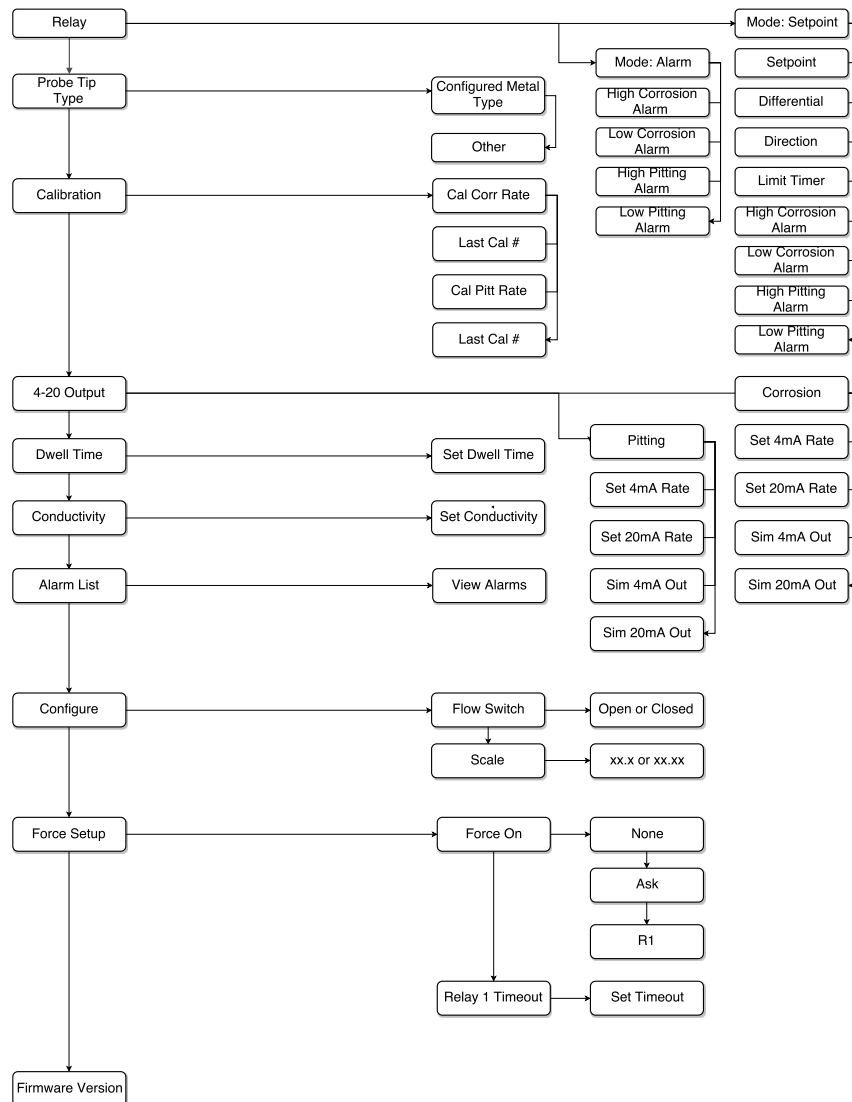 Relay
Mode: Setpoint
Mode: Alarm
Setpoint
Probe Tip
Type
Configured Metal
Type
High Corrosion
Alarm
Differential
Other
Low Corrosion
Alarm
Direction
Calibration
Cal Corr Rate
High Pitting
Alarm
Limit Timer
Low Pitting
Alarm
High Corrosion
Alarm
Last Cal #
Low Corrosion
Alarm
Cal Pitt Rate
High Pitting
Alarm
Last Cal #
Low Pitting
Alarm
4-20 Output
Corrosion
Pitting
Set 4mA Rate
Dwell Time
Set Dwell Time
Set 4mA Rate
Set 20mA Rate
Conductivity
Set Conductivity
Set 20mA Rate
Sim 4mA Out
Alarm List
View Alarms
Sim 4mA Out
Sim 20mA Out
Sim 20mA Out
Configure
Flow Switch
Open or Closed
Scale
xx.x or xx.xx
Force Setup
Force On
None
Ask
R1
Relay 1 Timeout
Set Timeout
Firmware Version